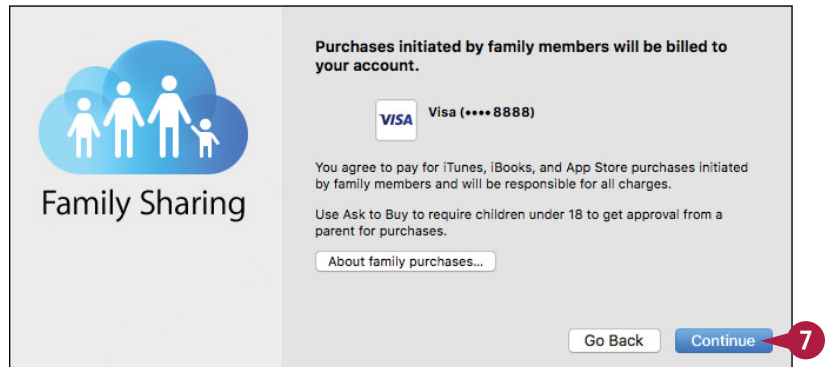 Purchases initiated by family members will be billed to
your account.
VISA
Visa (•••• 8888)
You agree to pay for iTunes, iBooks, and App Store purchases initiated
by family members and will be responsible for all charges.
Family Sharing
Use Ask to Buy to require children under 18 to get approval from a
parent for purchases.
About family purchases...
Go Back
Continue
7